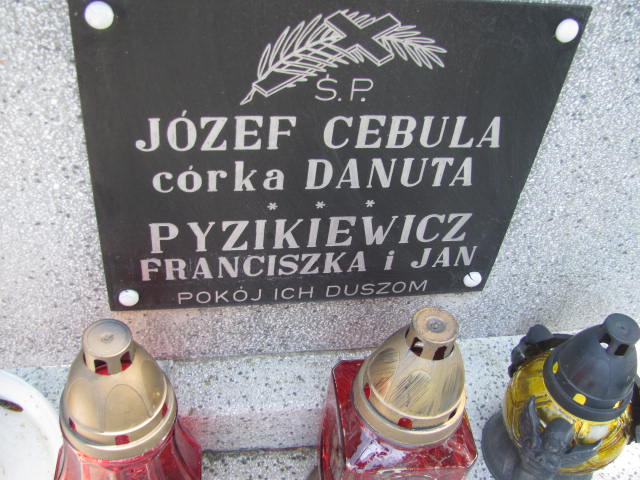 Ś.P.
JÓZEF CEBULA
córka DANUTA
* * *
PYZIKIEWICZ
FRANCISZKA i JAN
POKÓJ ICH DUSZOM